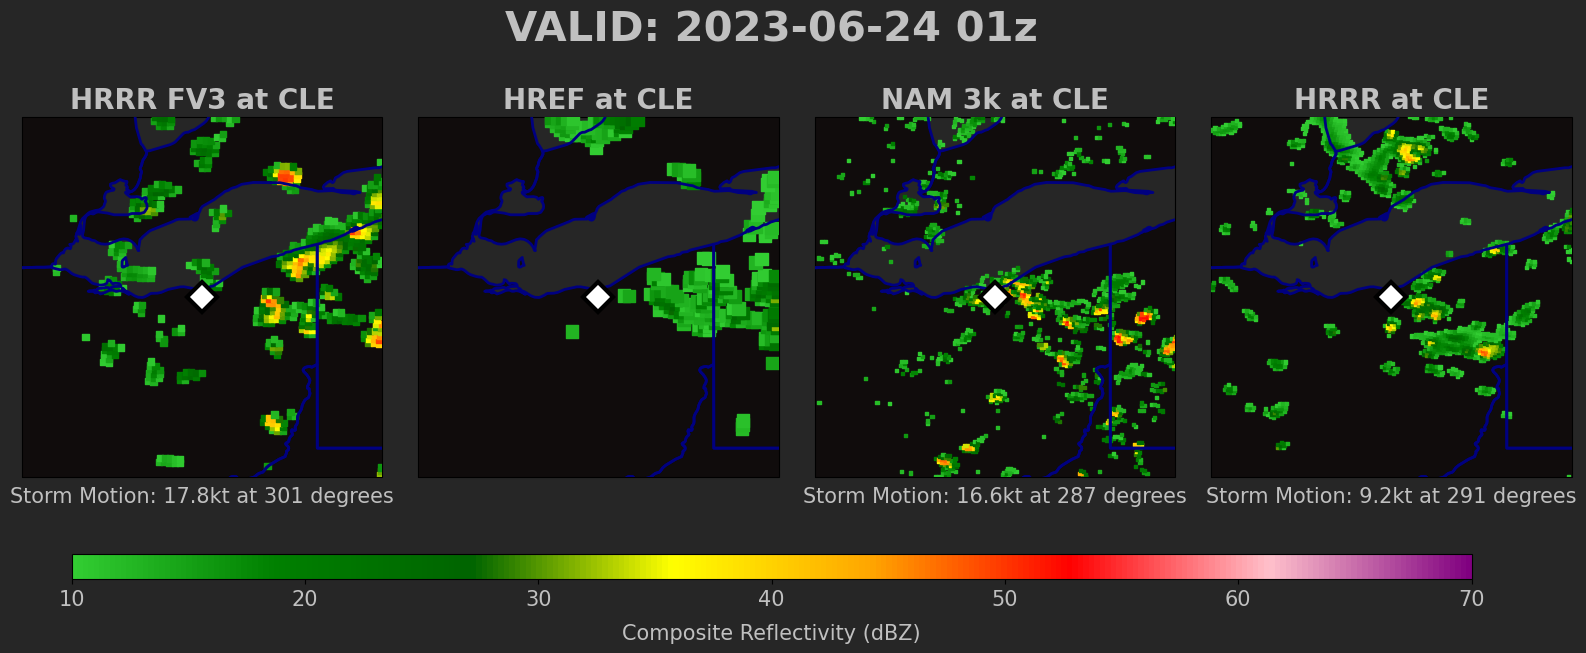 VALID: 2023-06-24 01z
HRRR FV3 at CLE
HREF at CLE
NAM 3k at CLE
HRRR at CLE
Storm Motion: 17.8kt at 301 degrees
Storm Motion: 16.6kt at 287 degrees
Storm Motion: 9.2kt at 291 degrees
10 20 30 40 50 60 70
Composite Reflectivity (dBZ)